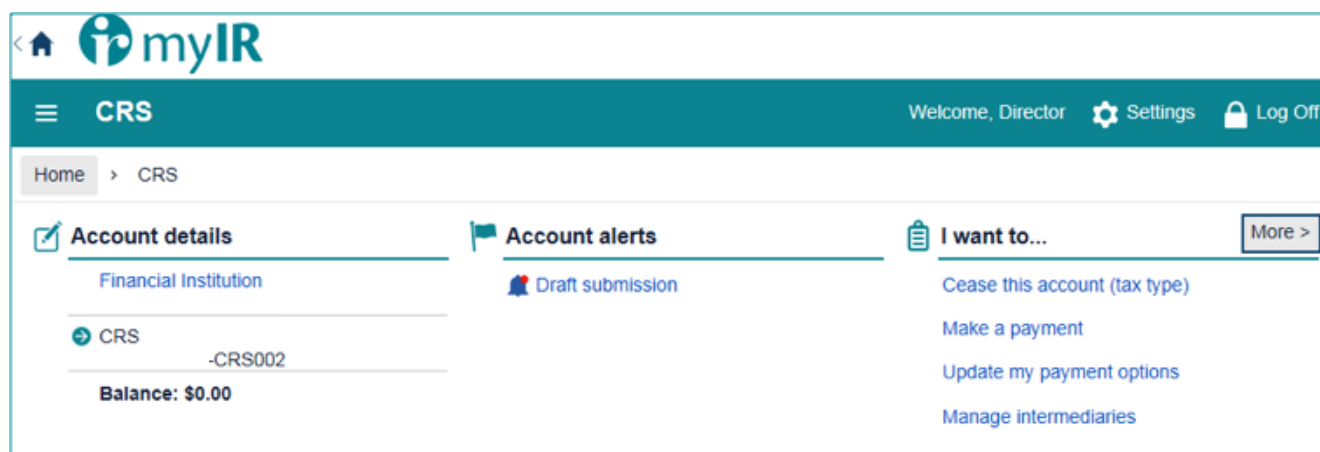 ir myIR
CRS Welcome, Director Settings Log Off
Home > CRS
Account details
Financial Institution
CRS
-CRS002
Balance: $0.00
Account alerts
Draft submission
I want to... More >
Cease this account (tax type)
Make a payment
Update my payment options
Manage intermediaries